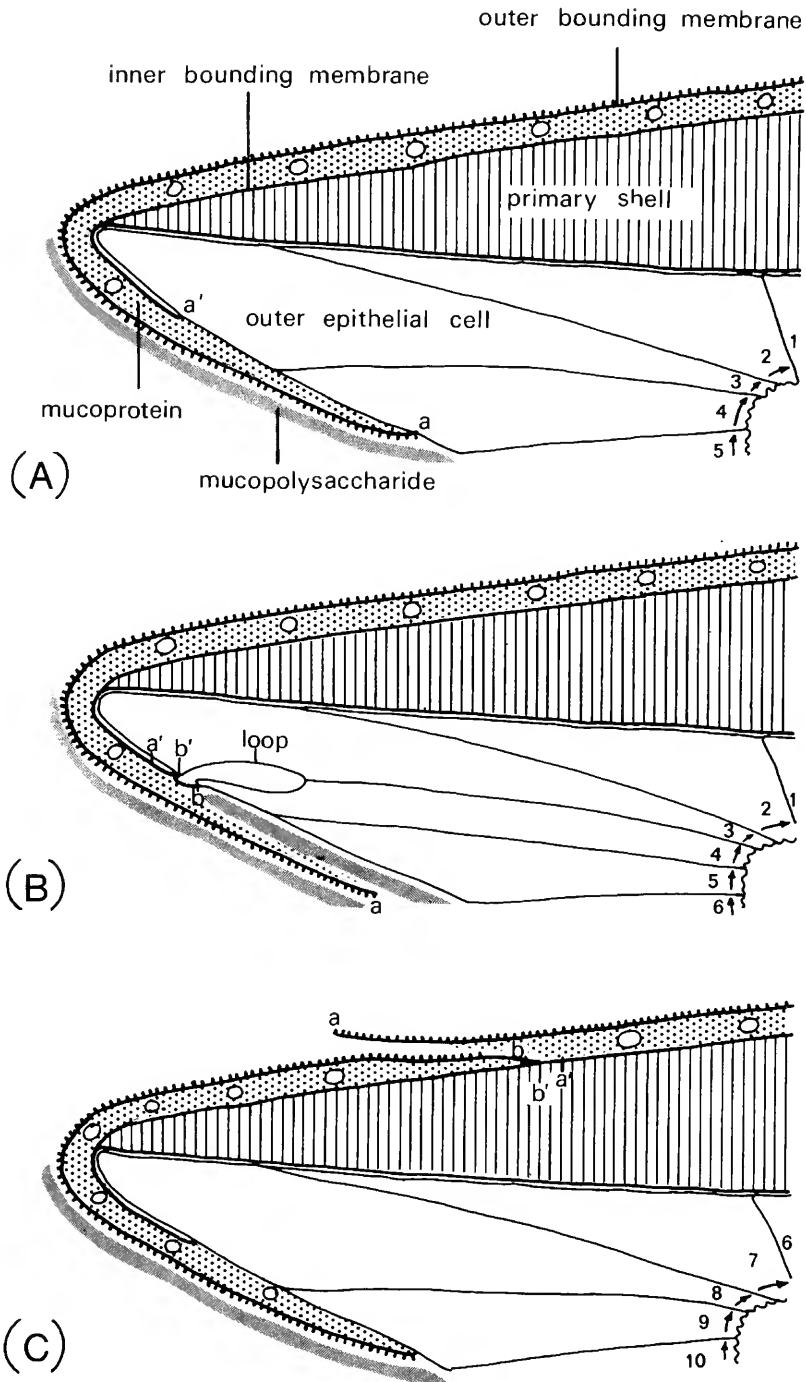 outer bounding membrane
inner bounding membrane
primary shell
a'
outer epithelial cell
1
2
3
4
5
mucoprotein
a
mucopolysaccharide
(A)
loop
a'
b'
b
1
2
3
4
5
6
a
(B)
a
b
b' a'
6
7
8
9
10
(C)